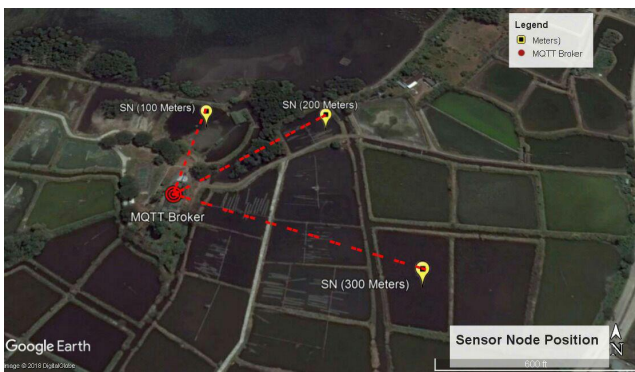 Legend
Meters)
MQTT Broker
SN (100 Meters)
SN (200 Meters)
MQTT Broker
SN (300 Meters)
Sensor Node Position
N
Google Earth
Image © 2018 DigitalGlobe
600 ft